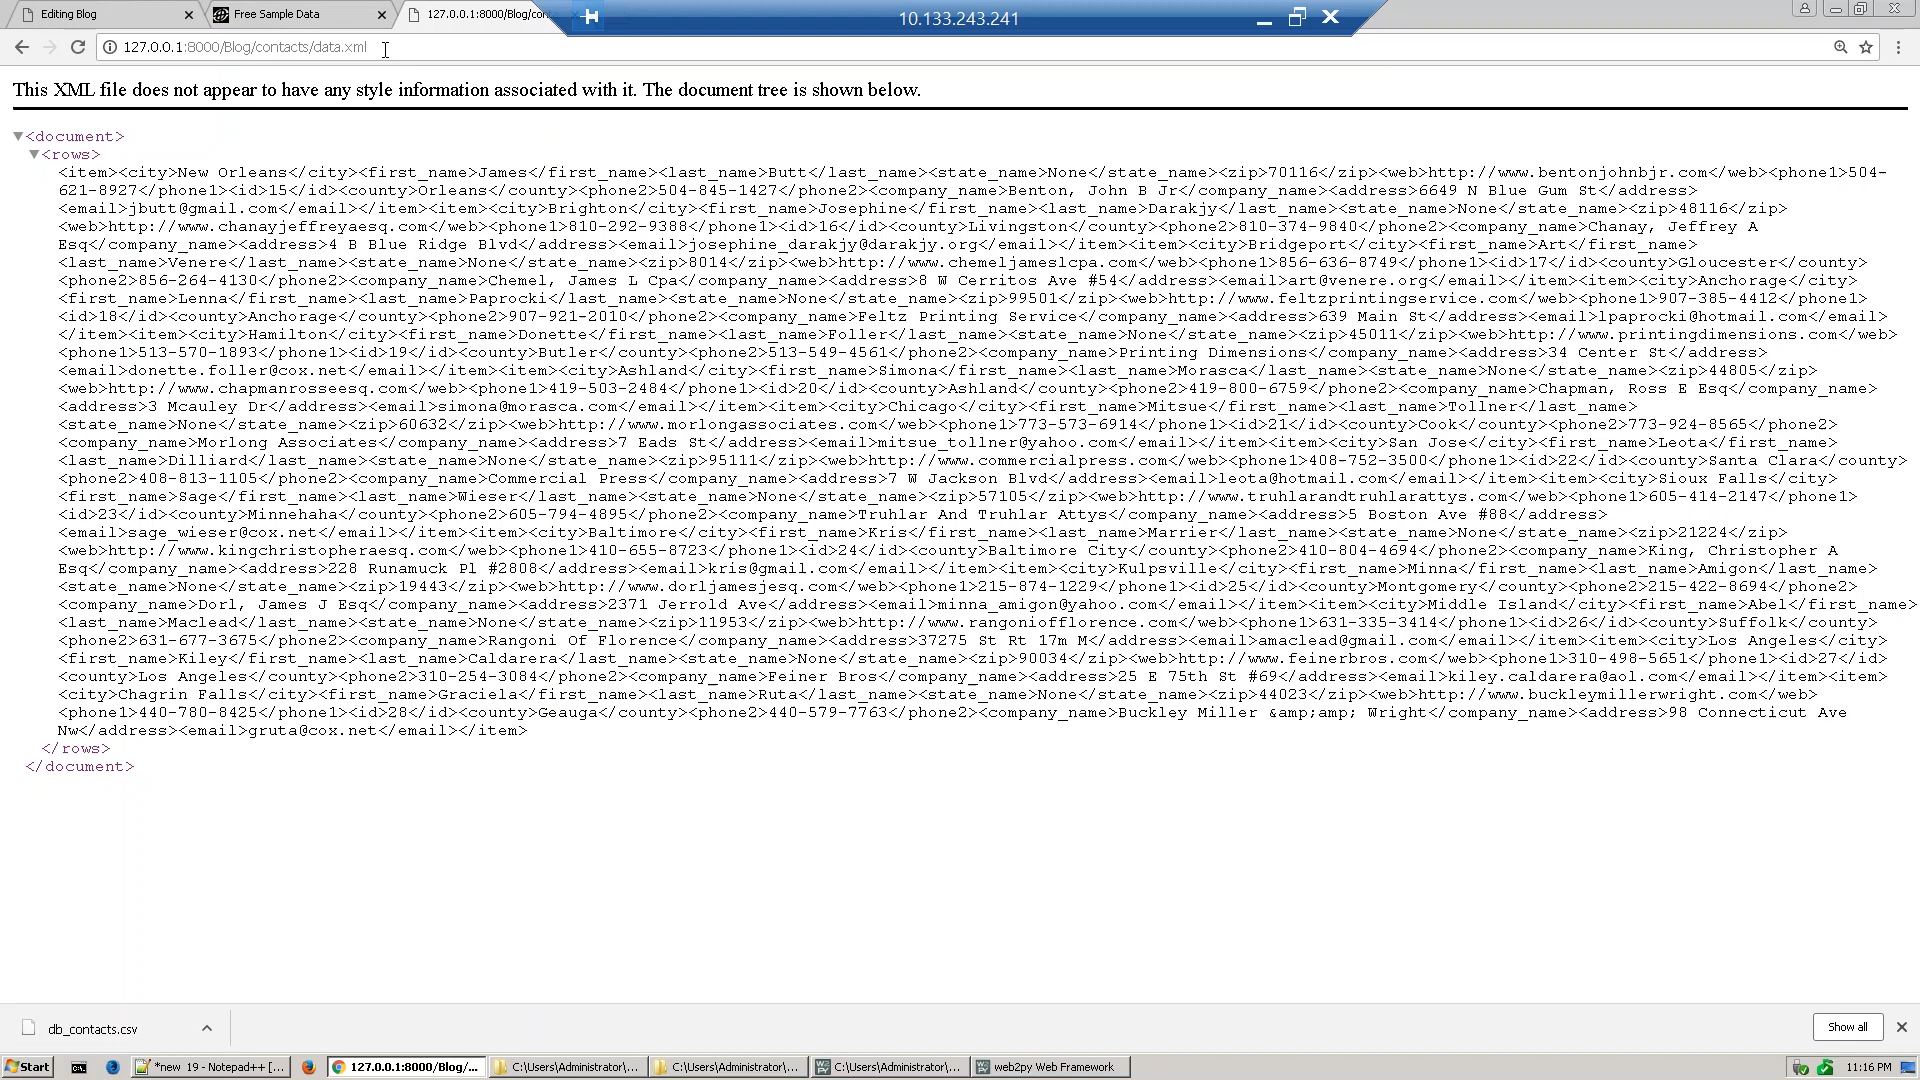 Editing Blog
Free Sample Data
127.0.0.1:8000/Blog/con
10.133.243.241
127.0.0.1:8000/Blog/contacts/data.xml
This XML file does not appear to have any style information associated with it. The document tree is shown below.
▼<document>
▼<rows>
<item><city>New Orleans</city><first_name>James</first_name><last_name>Butt</last_name><state_name>None</state_name><zip>70116</zip><web>http://www.bentonjohnbjr.com</web><phone1>504-
621-8927</phone1><id>15</id><county>Orleans</county><phone2>504-845-1427</phone2><company_name>Benton, John B Jr</company_name><address>6649 N Blue Gum St</address>
<email>jbutt@gmail.com</email></item><item><city>Brighton</city><first_name>Josephine</first_name><last_name>Darakjy</last_name><state_name>None</state_name><zip>48116</zip>
<web>http://www.chanayjeffreyaesq.com</web><phone1>810-292-9388</phone1><id>16</id><county>Livingston</county><phone2>810-374-9840</phone2><company_name>Chanay, Jeffrey A
Esq</company_name><address>4 B Blue Ridge Blvd</address><email>josephine_darakjy@darakjy.org</email></item><item><city>Bridgeport</city><first_name>Art</first_name>
<last_name>Venere</last_name><state_name>None</state_name><zip>8014</zip><web>http://www.chemeljameslcpa.com</web><phone1>856-636-8749</phone1><id>17</id><county>Gloucester</county>
<phone2>856-264-4130</phone2><company_name>Chemel, James L Cpa</company_name><address>8 W Cerritos Ave #54</address><email>art@venere.org</email></item><item><city>Anchorage</city>
<first_name>Lenna</first_name><last_name>Paprocki</last_name><state_name>None</state_name><zip>99501</zip><web>http://www.feltzprintingservice.com</web><phone1>907-385-4412</phone1>
<id>18</id><county>Anchorage</county><phone2>907-921-2010</phone2><company_name>Feltz Printing Service</company_name><address>639 Main St</address><email>lpaprocki@hotmail.com</email>
</item><item><city>Hamilton</city><first_name>Donette</first_name><last_name>Foller</last_name><state_name>None</state_name><zip>45011</zip><web>http://www.printingdimensions.com</web>
<phone1>513-570-1893</phone1><id>19</id><county>Butler</county><phone2>513-549-4561</phone2><company_name>Printing Dimensions</company_name><address>34 Center St</address>
<email>donette.foller@cox.net</email></item><item><city>Ashland</city><first_name>Simona</first_name><last_name>Morasca</last_name><state_name>None</state_name><zip>44805</zip>
<web>http://www.chapmanrosseesq.com</web><phone1>419-503-2484</phone1><id>20</id><county>Ashland</county><phone2>419-800-6759</phone2><company_name>Chapman, Ross E Esq</company_name>
<address>3 Mcauley Dr</address><email>simona@morasca.com</email></item><item><city>Chicago</city><first_name>Mitsue</first_name><last_name>Tollner</last_name>
<state_name>None</state_name><zip>60632</zip><web>http://www.morlongassociates.com</web><phone1>773-573-6914</phone1><id>21</id><county>Cook</county><phone2>773-924-8565</phone2>
<company_name>Morlong Associates</company_name><address>7 Eads St</address><email>mitsue_tollner@yahoo.com</email></item><item><city>San Jose</city><first_name>Leota</first_name>
<last_name>Dilliard</last_name><state_name>None</state_name><zip>95111</zip><web>http://www.commercialpress.com</web><phone1>408-752-3500</phone1><id>22</id><county>Santa Clara</county>
<phone2>408-813-1105</phone2><company_name>Commercial Press</company_name><address>7 W Jackson Blvd</address><email>leota@hotmail.com</email></item><item><city>Sioux Falls</city>
<first_name>Sage</first_name><last_name>Wieser</last_name><state_name>None</state_name><zip>57105</zip><web>http://www.truhlarandtruhlarattys.com</web><phone1>605-414-2147</phone1>
<id>23</id><county>Minnehaha</county><phone2>605-794-4895</phone2><company_name>Truhlar And Truhlar Attys</company_name><address>5 Boston Ave #88</address>
<email>sage_wieser@cox.net</email></item><item><city>Baltimore</city><first_name>Kris</first_name><last_name>Marrier</last_name><state_name>None</state_name><zip>21224</zip>
<web>http://www.kingchristopheraesq.com</web><phone1>410-655-8723</phone1><id>24</id><county>Baltimore City</county><phone2>410-804-4694</phone2><company_name>King, Christopher A
Esq</company_name><address>228 Runamuck Pl #2808</address><email>kris@gmail.com</email></item><item><city>Kulpsville</city><first_name>Minna</first_name><last_name>Amigon</last_name>
<state_name>None</state_name><zip>19443</zip><web>http://www.dorljamesjesq.com</web><phone1>215-874-1229</phone1><id>25</id><county>Montgomery</county><phone2>215-422-8694</phone2>
<company_name>Dorl, James J Esq</company_name><address>2371 Jerrold Ave</address><email>minna_amigon@yahoo.com</email></item><item><city>Middle Island</city><first_name>Abel</first_name>
<last_name>Maclead</last_name><state_name>None</state_name><zip>11953</zip><web>http://www.rangoniofflorence.com</web><phone1>631-335-3414</phone1><id>26</id><county>Suffolk</county>
<phone2>631-677-3675</phone2><company_name>Rangoni Of Florence</company_name><address>37275 St Rt 17m M</address><email>amaclead@gmail.com</email></item><item><city>Los Angeles</city>
<first_name>Kiley</first_name><last_name>Caldarera</last_name><state_name>None</state_name><zip>90034</zip><web>http://www.feinerbros.com</web><phone1>310-498-5651</phone1><id>27</id>
<county>Los Angeles</county><phone2>310-254-3084</phone2><company_name>Feiner Bros</company_name><address>25 E 75th St #69</address><email>kiley.caldarera@aol.com</email></item><item>
<city>Chagrin Falls</city><first_name>Graciela</first_name><last_name>Ruta</last_name><state_name>None</state_name><zip>44023</zip><web>http://www.buckleymillerwright.com</web>
<phone1>440-780-8425</phone1><id>28</id><county>Geauga</county><phone2>440-579-7763</phone2><company_name>Buckley Miller &amp;amp; Wright</company_name><address>98 Connecticut Ave
Nw</address><email>gruta@cox.net</email></item>
</rows>
</document>
db_contacts.csv
Show all
Start
*new 19 - Notepad++ [...
127.0.0.1:8000/Blog/...
C:\Users\Administrator/...
C:\Users\Administrator/...
C:\Users\Administrator/...
web2py Web Framework
11:16 PM